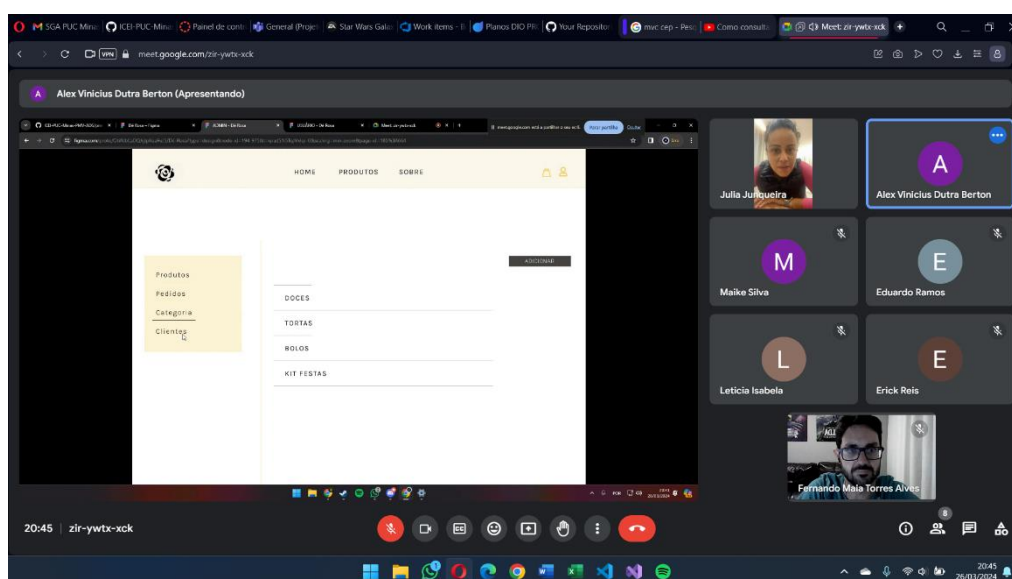 SGA PUC Mina
ICEI-PUC-Mina
Painel de conti
General (Proje
Star Wars Gala
Work items - B
Planos DIO PR
Your Repositor
mvc cep - Pes
Como consulta
Meet: zir-ywtx-xck
VPN
meet.google.com/zir-ywtx-xck
A
Alex Vinicius Dutra Berton (Apresentando)
HOME PRODUTOS SOBRE
ADICIONAR
Produtos
Pedidos
Categoria
Clientes
DOCES
TORTAS
BOLOS
KIT FESTAS
Julia Junqueira
A
Alex Vinicius Dutra Berton
M
Maike Silva
E
Eduardo Ramos
L
Leticia Isabela
E
Erick Reis
Fernando Maia Torres Alves
20:45 | zir-ywtx-xck
8
20:45
26/03/2024